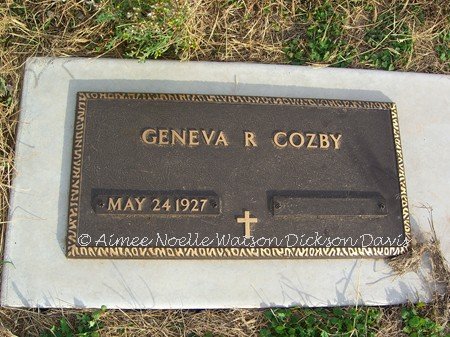 GENEVA R COZBY
MAY 24 1927
© Aimee Noelle Watson Dickson Davis